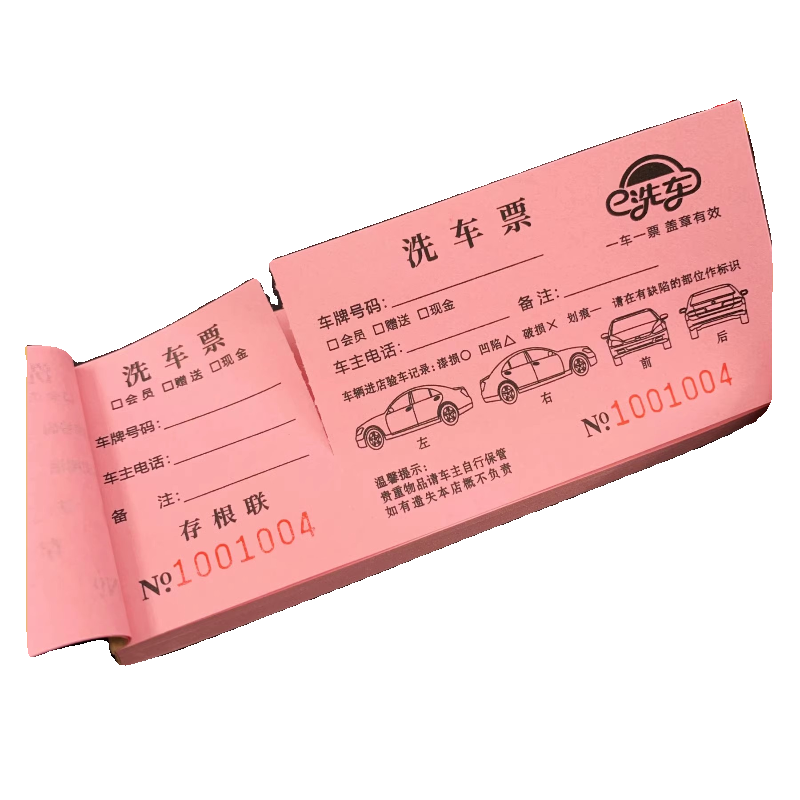 洗车票
□会员 □赠送 □现金
车牌号码:
车主电话:
备 注:
存根联
№ 1001004
洗车票
e洗车
一车一票 盖章有效
车牌号码:
□会员 □赠送 □现金 备注:
车主电话: 请在有缺陷的部位作标识
车辆进店验车记录:漆损○ 凹陷△ 破损× 划痕—
左 右 前 后
№ 1001004
温馨提示:
贵重物品请车主自行保管
如有遗失本店概不负责